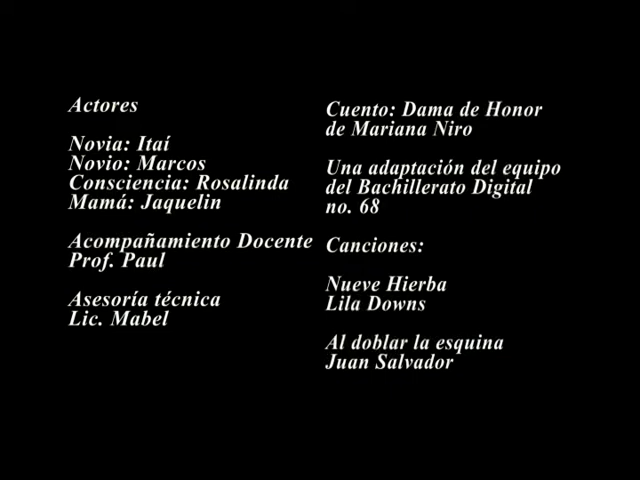 Actores
Novia: Itaí
Novio: Marcos
Consciencia: Rosalinda
Mamá: Jaquelin
Acompañamiento Docente
Prof. Paul
Asesoría técnica
Lic. Mabel
Cuento: Dama de Honor
de Mariana Niro
Una adaptación del equipo
del Bachillerato Digital
no. 68
Canciones:
Nueve Hierba
Lila Downs
Al doblar la esquina
Juan Salvador